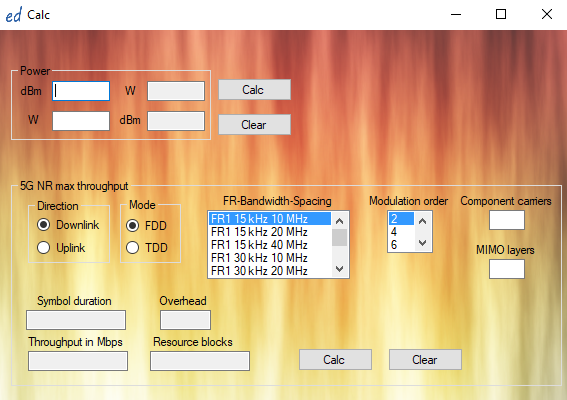 ed Calc
Power
dBm W Calc
W dBm Clear
5G NR max throughput
Direction Mode FR-Bandwidth-Spacing Modulation order Component carriers
Downlink FDD FR1 15 kHz 10 MHz 2
FR1 15 kHz 20 MHz 4
Uplink TDD FR1 15 kHz 40 MHz 6 MIMO layers
FR1 30 kHz 10 MHz
FR1 30 kHz 20 MHz
Symbol duration Overhead
Throughput in Mbps Resource blocks Calc Clear